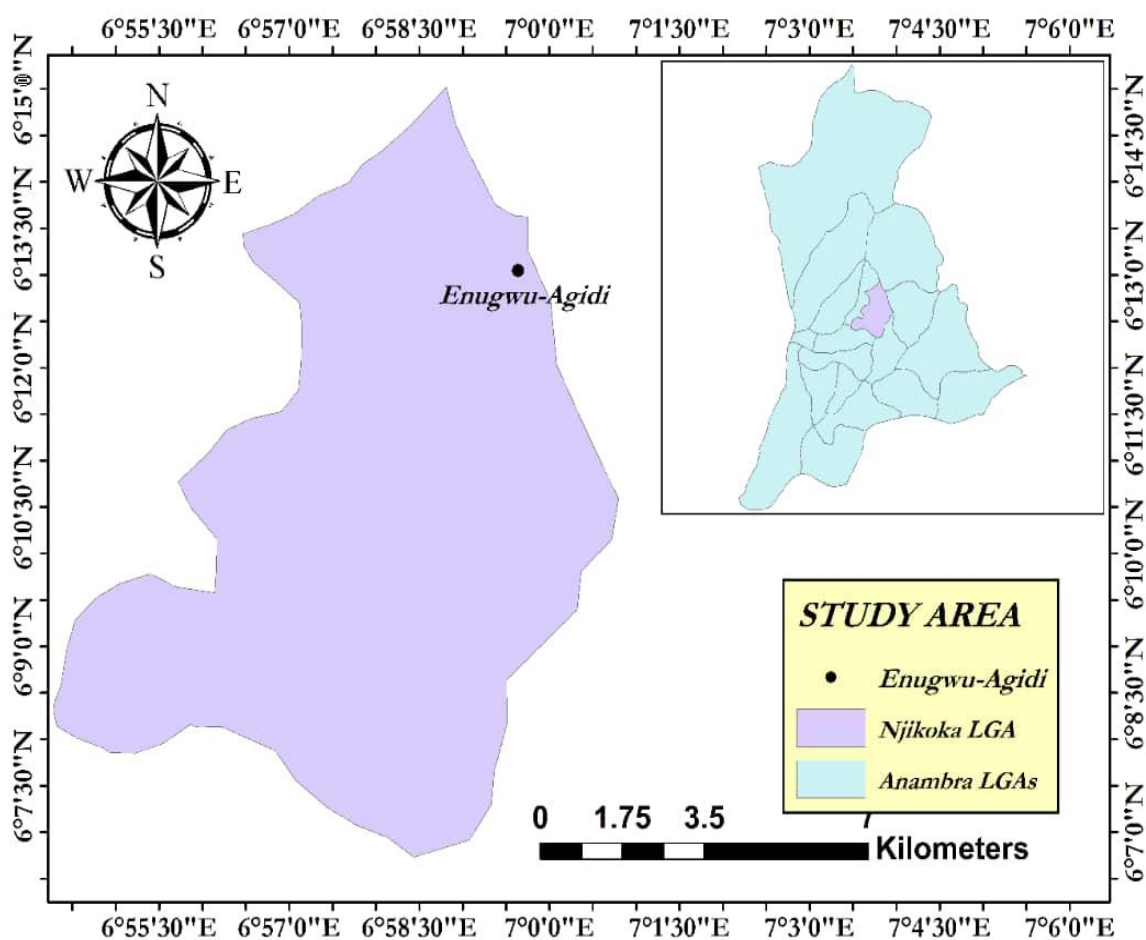 6°55'30"E 6°57'0"E 6°58'30"E 7°0'0"E 7°1'30"E 7°3'0"E 7°4'30"E 7°6'0"E
N
W E
S
Enugwu-Agidi
6°15'0"N
6°13'30"N
6°12'0"N
6°10'30"N
6°9'0"N
6°7'30"N
6°14'30"N
6°13'0"N
6°11'30"N
6°10'0"N
6°8'30"N
6°7'0"N
STUDY AREA
Enugwu-Agidi
Njikoka LGA
Anambra LGAs
0 1.75 3.5 7
Kilometers
6°55'30"E 6°57'0"E 6°58'30"E 7°0'0"E 7°1'30"E 7°3'0"E 7°4'30"E 7°6'0"E